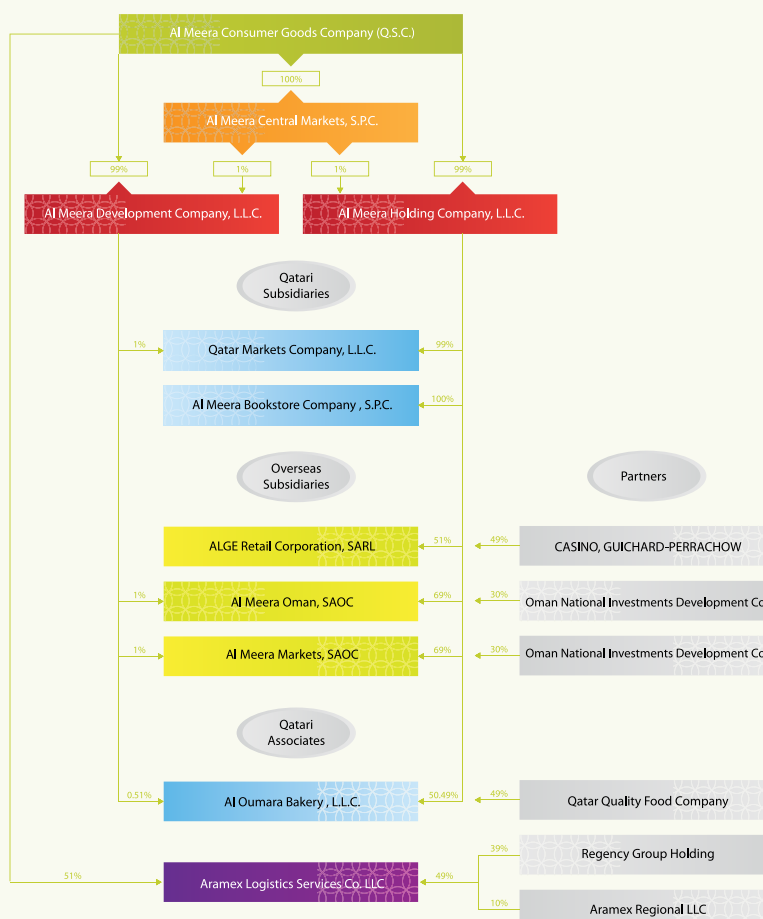 Al Meera Consumer Goods Company (Q.S.C.)
100%
Al Meera Central Markets, S.P.C.
99%
1%
1%
99%
Al Meera Development Company, L.L.C.
Al Meera Holding Company, L.L.C.
Qatari
Subsidiaries
1%
Qatar Markets Company, L.L.C.
99%
Al Meera Bookstore Company , S.P.C.
100%
Overseas
Subsidiaries
Partners
ALGE Retail Corporation, SARL
51%
49%
CASINO, GUICHARD-PERRACHOW
1%
Al Meera Oman, SAOC
69%
30%
Oman National Investments Development Co
1%
Al Meera Markets, SAOC
69%
30%
Oman National Investments Development Co
Qatari
Associates
0.51%
Al Oumara Bakery , L.L.C.
50.49%
49%
Qatar Quality Food Company
39%
Regency Group Holding
51%
Aramex Logistics Services Co. LLC
49%
10%
Aramex Regional LLC